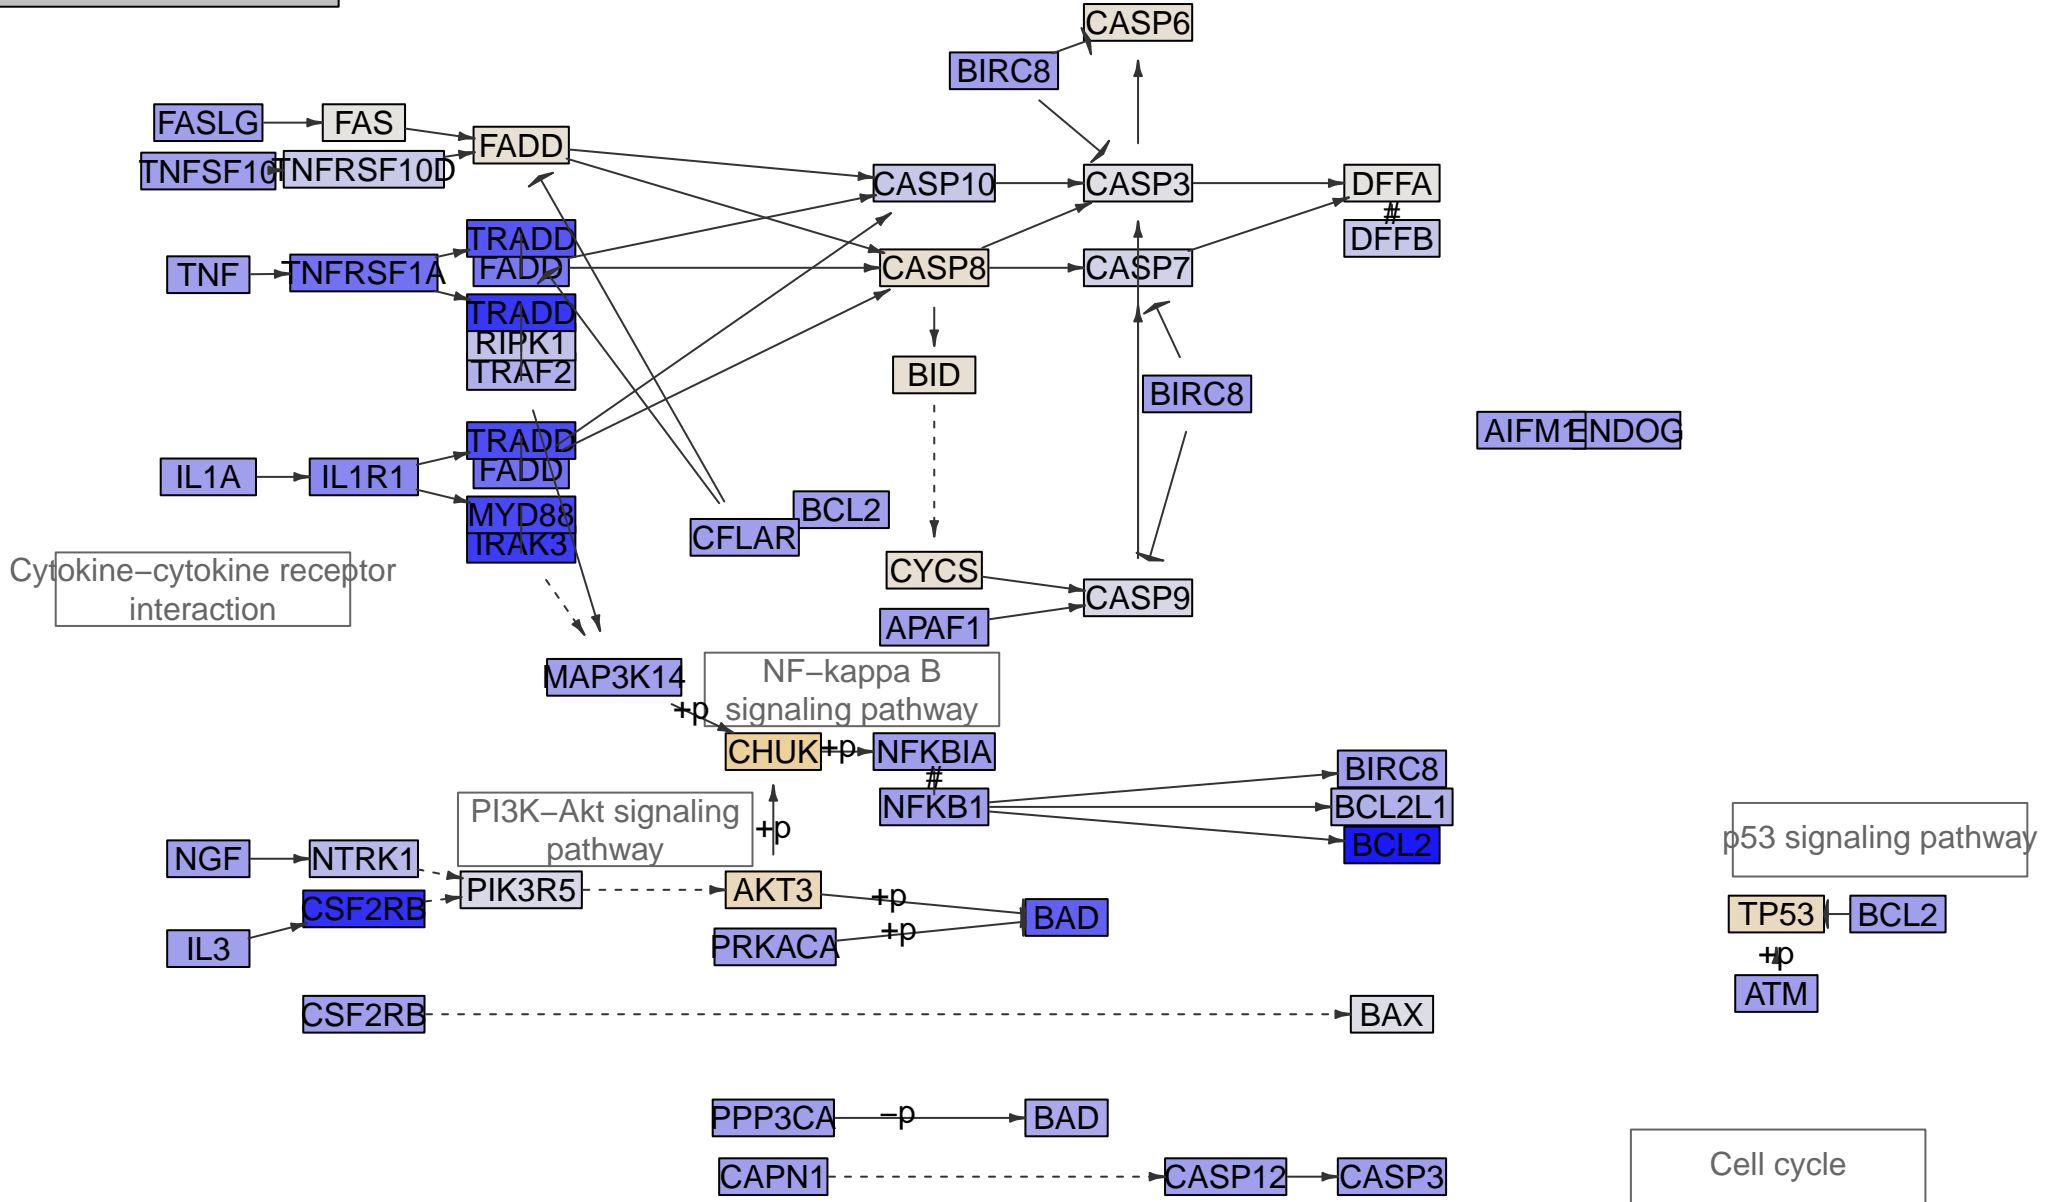 CASP6
BIRC8
FASLG
FAS
FADD
TNFSF10
TNFRSF10D
CASP10
CASP3
DFFA
#
DFFB
TRADD
FADD
TNF
TNFRSF1A
CASP8
CASP7
TRADD
RIPK1
TRAF2
BID
BIRC8
AIFM1
ENDOG
TRADD
FADD
IL1A
IL1R1
MYD88
IRAK3
BCL2
CFLAR
Cytokine–cytokine receptor
interaction
CYCS
CASP9
APAF1
MAP3K14
NF–kappa B
signaling pathway
+p
CHUK
+p
NFKBIA
#
NFKB1
BIRC8
BCL2L1
BCL2
PI3K–Akt signaling
pathway
+p
p53 signaling pathway
NGF
NTRK1
PIK3R5
AKT3
+p
CSF2RB
BAD
TP53
BCL2
IL3
PRKACA
+p
+p
ATM
CSF2RB
BAX
PPP3CA
–p
BAD
CAPN1
CASP12
CASP3
Cell cycle